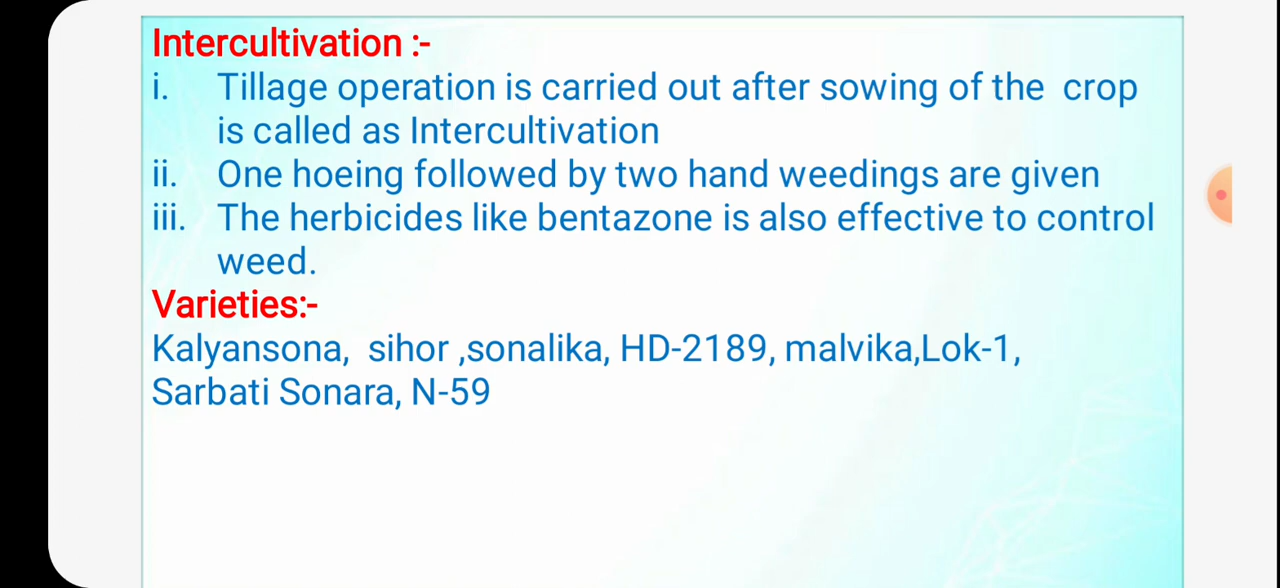 Intercultivation :-
i. Tillage operation is carried out after sowing of the crop
is called as Intercultivation
ii. One hoeing followed by two hand weedings are given
iii. The herbicides like bentazone is also effective to control
weed.
Varieties:-
Kalyansona, sihor ,sonalika, HD-2189, malvika,Lok-1,
Sarbati Sonara, N-59